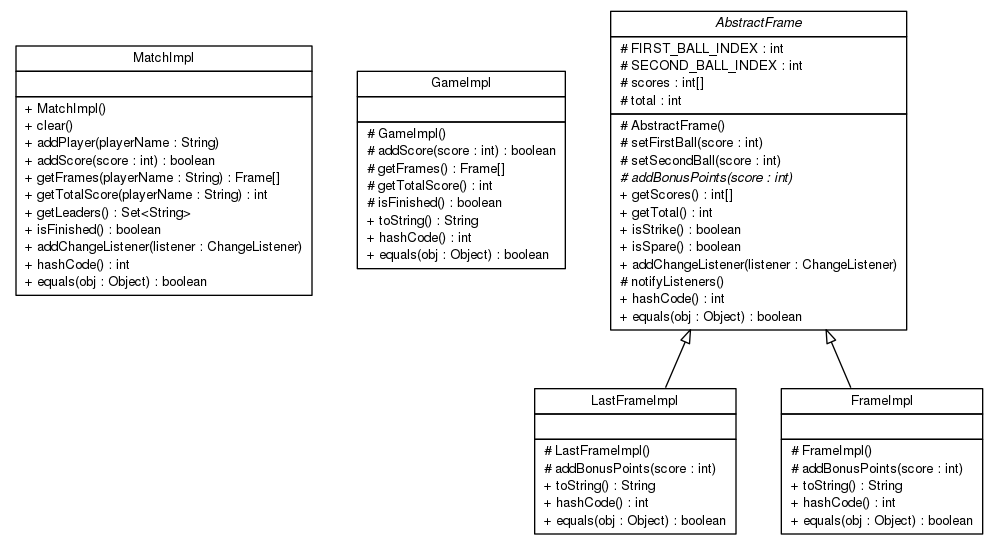 MatchImpl
+ MatchImpl()
+ clear()
+ addPlayer(playerName : String)
+ addScore(score : int) : boolean
+ getFrames(playerName : String) : Frame[]
+ getTotalScore(playerName : String) : int
+ getLeaders() : Set<String>
+ isFinished() : boolean
+ addChangeListener(listener : ChangeListener)
+ hashCode() : int
+ equals(obj : Object) : boolean
GameImpl
# GameImpl()
# addScore(score : int) : boolean
# getFrames() : Frame[]
# getTotalScore() : int
# isFinished() : boolean
+ toString() : String
+ hashCode() : int
+ equals(obj : Object) : boolean
AbstractFrame
# FIRST_BALL_INDEX : int
# SECOND_BALL_INDEX : int
# scores : int[]
# total : int
# AbstractFrame()
# setFirstBall(score : int)
# setSecondBall(score : int)
# addBonusPoints(score : int)
+ getScores() : int[]
+ getTotal() : int
+ isStrike() : boolean
+ isSpare() : boolean
+ addChangeListener(listener : ChangeListener)
# notifyListeners()
+ hashCode() : int
+ equals(obj : Object) : boolean
LastFrameImpl
# LastFrameImpl()
# addBonusPoints(score : int)
+ toString() : String
+ hashCode() : int
+ equals(obj : Object) : boolean
FrameImpl
# FrameImpl()
# addBonusPoints(score : int)
+ toString() : String
+ hashCode() : int
+ equals(obj : Object) : boolean